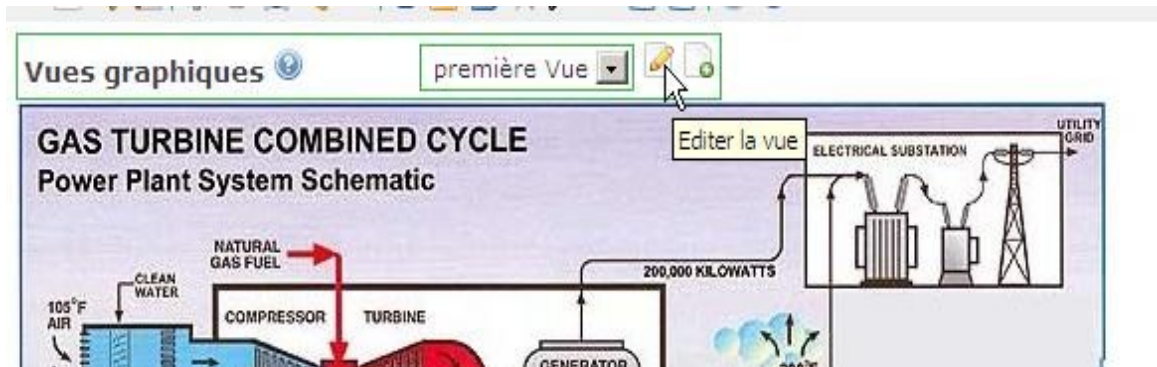 Vues graphiques
première Vue
Editer la vue
GAS TURBINE COMBINED CYCLE
Power Plant System Schematic
UTILITY
GRID
ELECTRICAL SUBSTATION
NATURAL
GAS FUEL
200,000 KILOWATTS
CLEAN
WATER
105°F
AIR
COMPRESSOR
TURBINE
GENERATOR